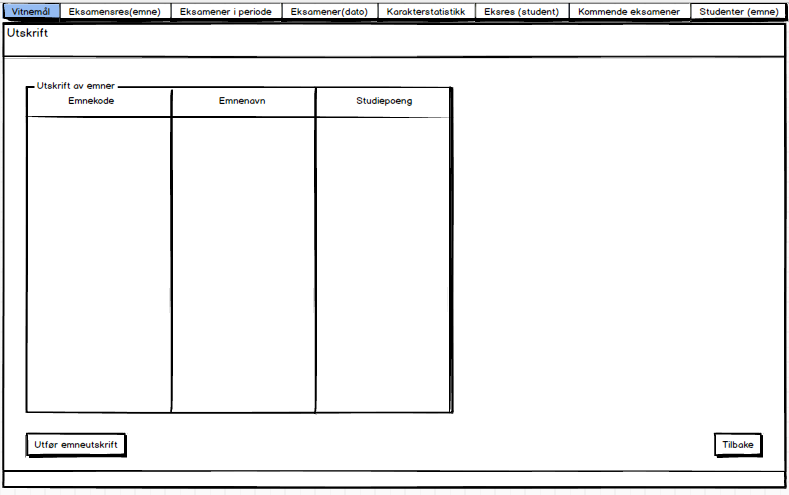 Vitnemål Eksamensres(emne) Eksamener i periode Eksamener(dato) Karakterstatistikk Eksres (student) Kommende eksamener Studenter (emne)
Utskrift
Utskrift av emner
Emnekode Emnenavn Studiepoeng
Utfør emneutskrift Tilbake